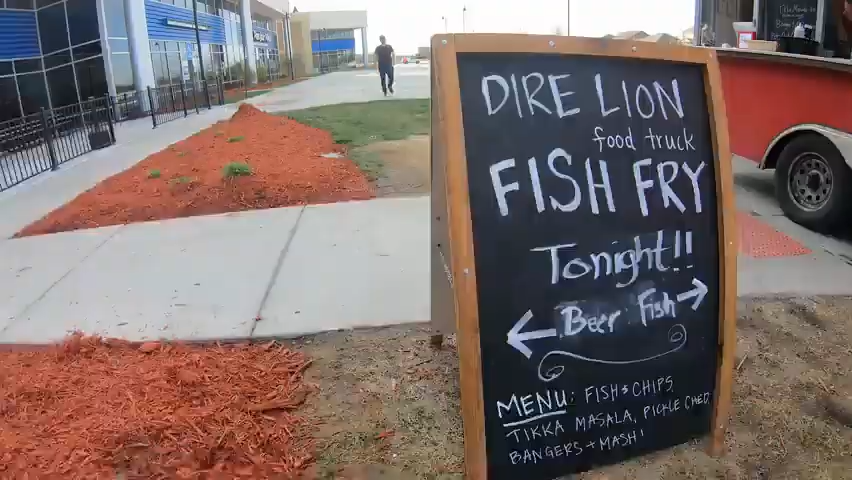 DIRE LION
food truck
FISH FRY
Tonight!!
← Beer Fish →
MENU: FISH & CHIPS,
TIKKA MASALA, PICKLE CHED,
BANGERS + MASH!